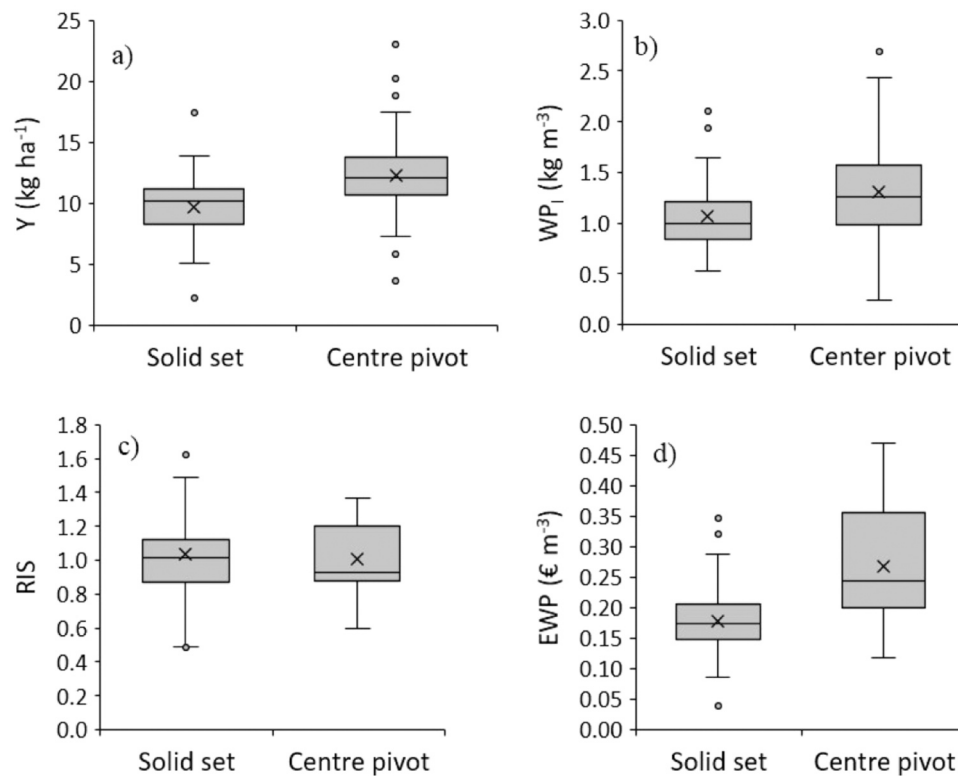 a)
Y (kg ha⁻¹)
25
20
15
10
5
0
Solid set
Centre pivot
b)
WP_I (kg m⁻³)
3.0
2.5
2.0
1.5
1.0
0.5
0.0
Solid set
Center pivot
c)
RIS
1.8
1.6
1.4
1.2
1.0
0.8
0.6
0.4
0.2
0.0
Solid set
Centre pivot
d)
EWP (€ m⁻³)
0.50
0.45
0.40
0.35
0.30
0.25
0.20
0.15
0.10
0.05
0.00
Solid set
Centre pivot